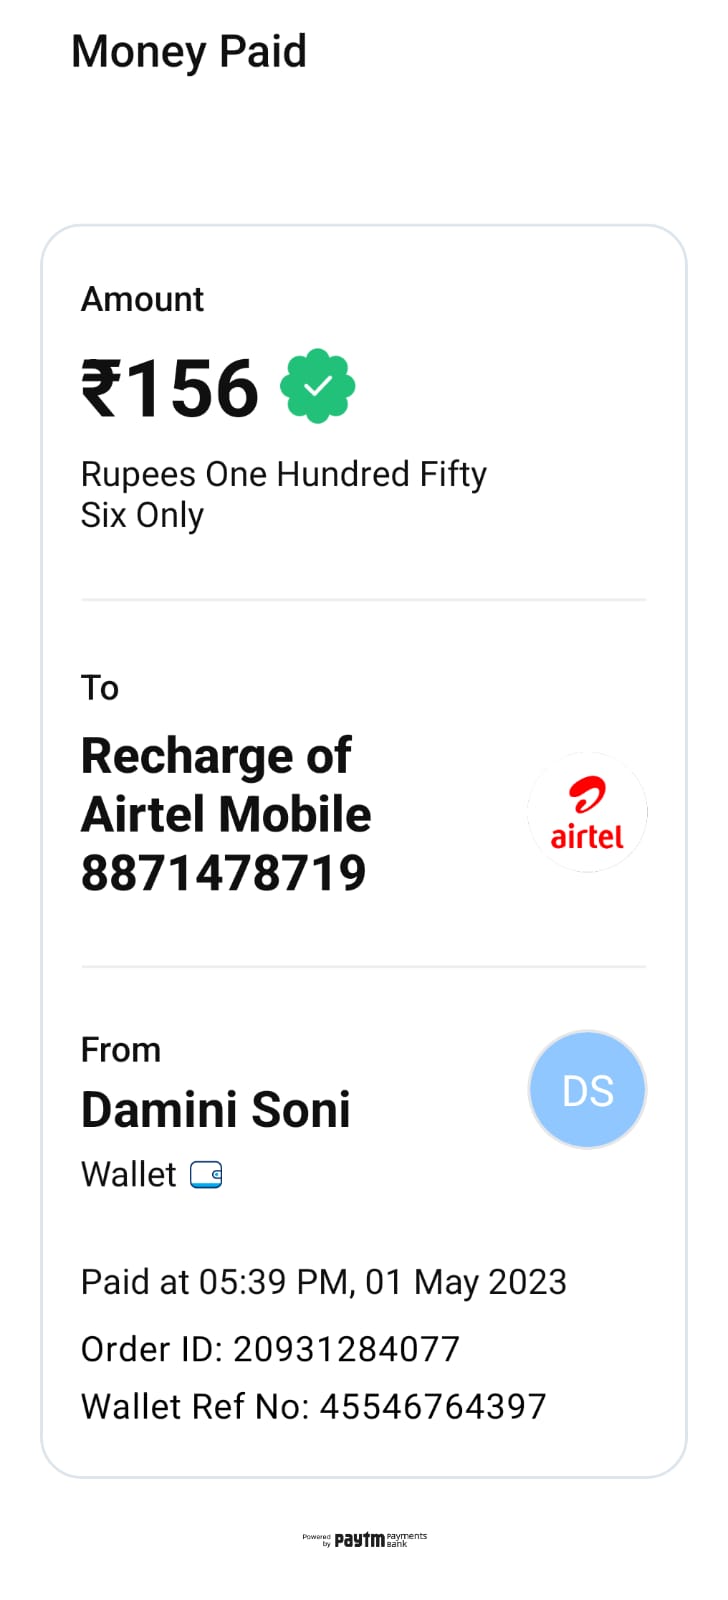 Money Paid
Amount
₹156
Rupees One Hundred Fifty
Six Only
To
Recharge of
Airtel Mobile
8871478719
airtel
From
Damini Soni
DS
Wallet
Paid at 05:39 PM, 01 May 2023
Order ID: 20931284077
Wallet Ref No: 45546764397
Powered by paytm Payments Bank